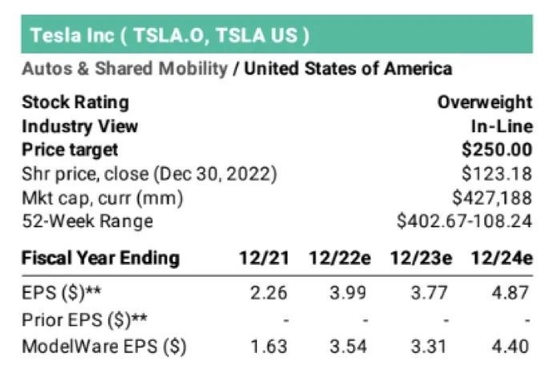 Tesla Inc ( TSLA.O, TSLA US )
Autos & Shared Mobility / United States of America
Stock Rating Overweight
Industry View In-Line
Price target $250.00
Shr price, close (Dec 30, 2022) $123.18
Mkt cap, curr (mm) $427,188
52-Week Range $402.67-108.24
Fiscal Year Ending 12/21 12/22e 12/23e 12/24e
EPS ($)** 2.26 3.99 3.77 4.87
Prior EPS ($)** - - - -
ModelWare EPS ($) 1.63 3.54 3.31 4.40